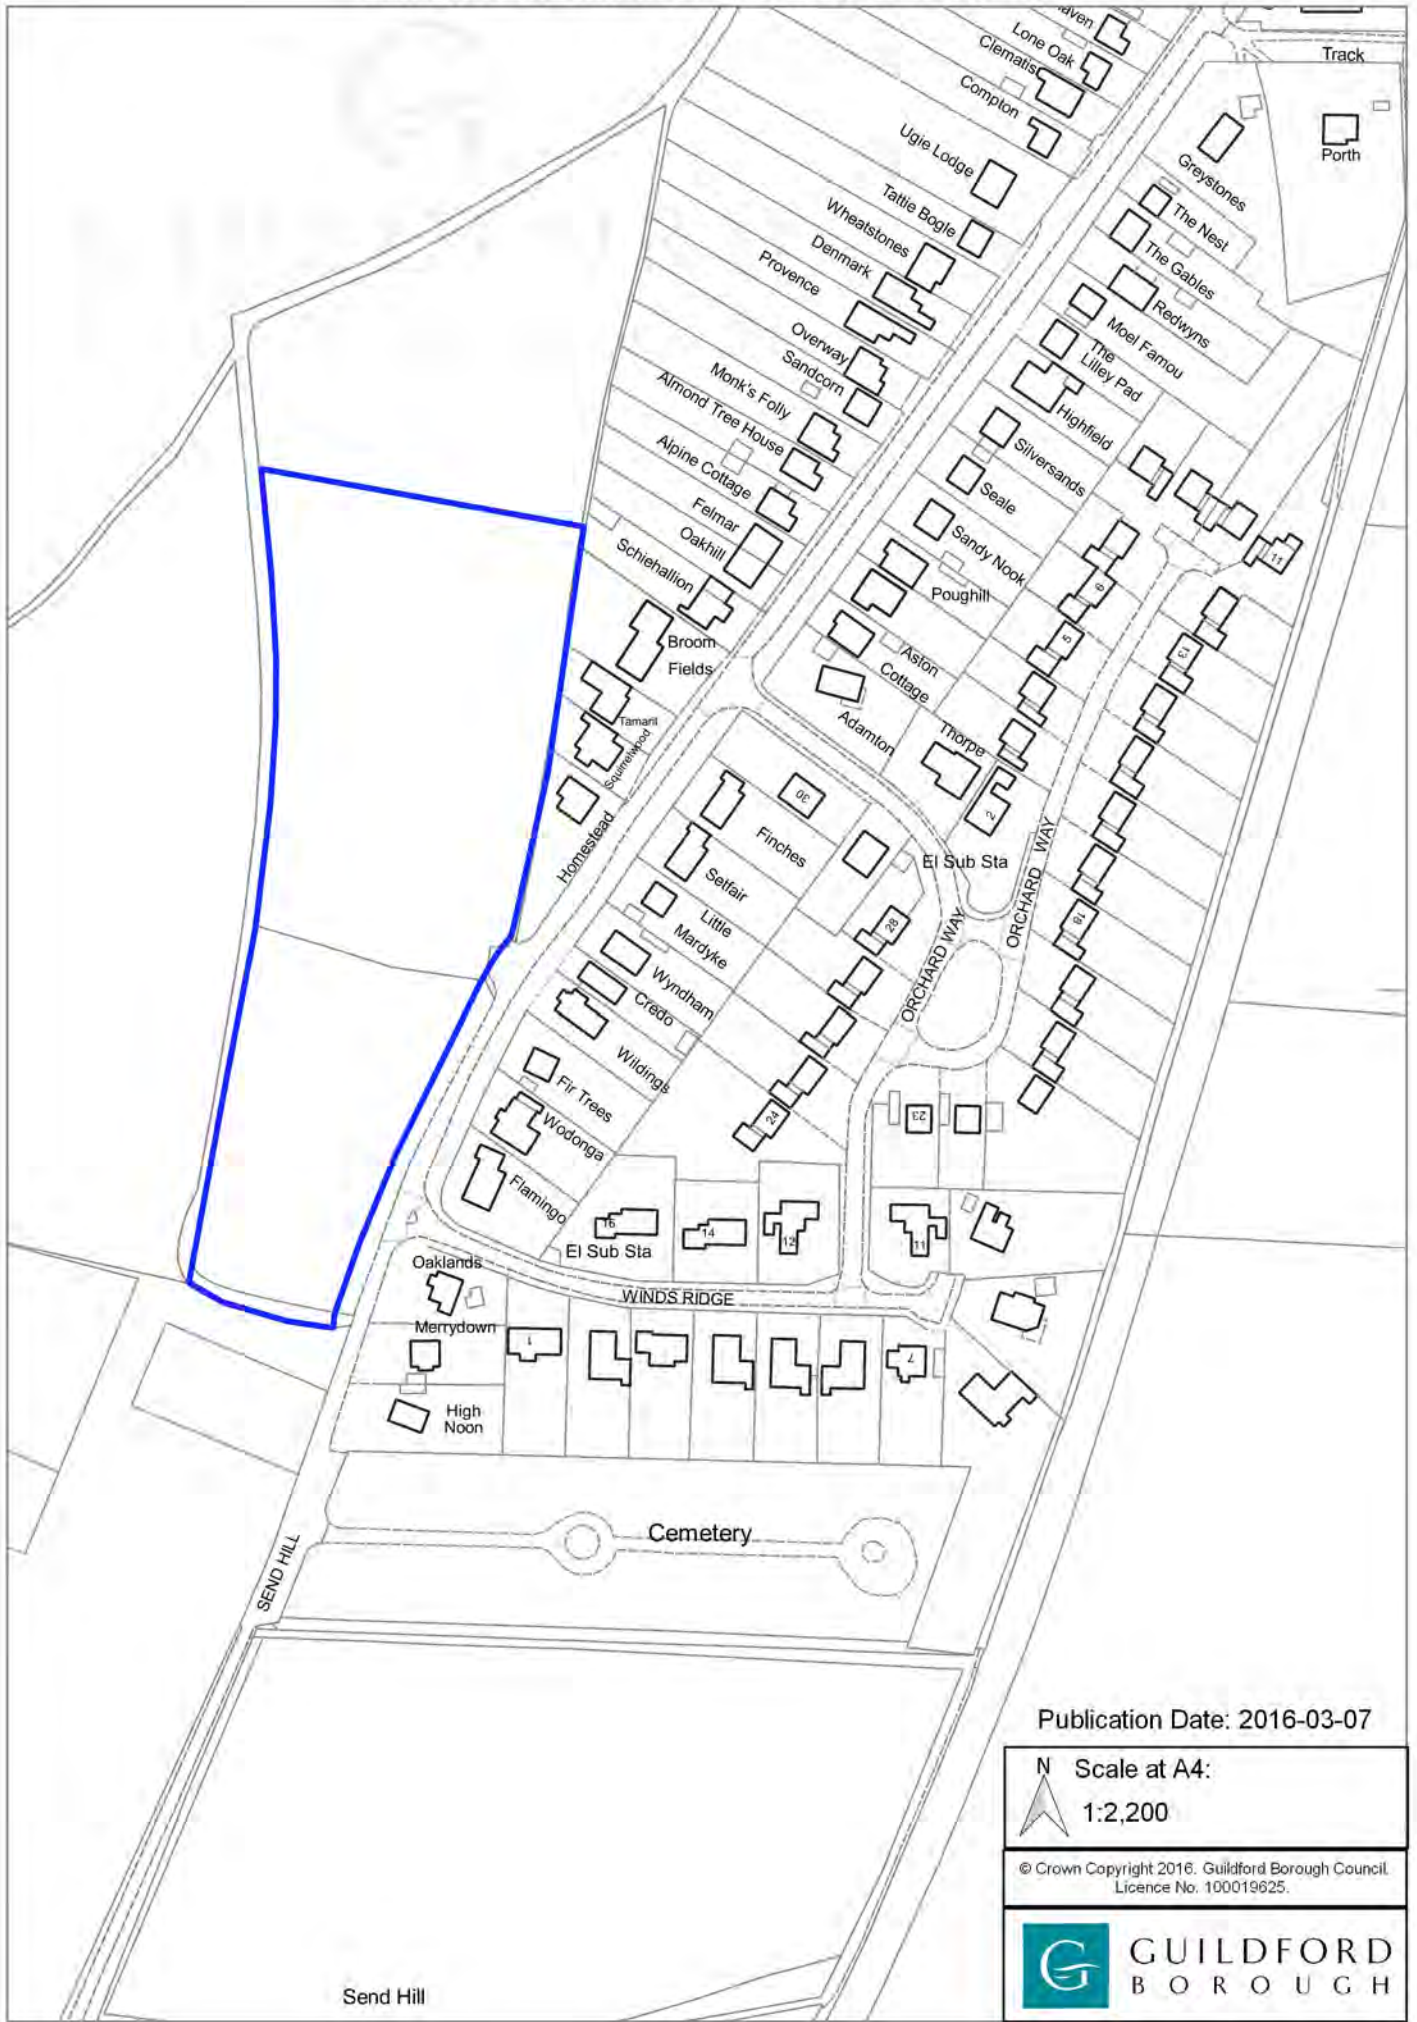 Lone Oak
Clematis
Compton
Ugie Lodge
Tattie Bogle
Wheatstones
Denmark
Provence
Overway
Sandcorn
Monk's Folly
Almond Tree House
Alpine Cottage
Felmar
Oakhill
Schiehallion
Broom
Fields
Tamaril
Squirrelwood
Homestead
Track
Porth
Greystones
The Nest
The Gables
Redwyns
Moel Famou
The
Lilley Pad
Highfield
Silversands
Seale
Sandy Nook
Poughill
Aston
Cottage
Adamton
Thorpe
11
6
5
13
2
30
El Sub Sta
ORCHARD WAY
ORCHARD WAY
18
28
Finches
Setfair
Little
Mardyke
Wyndham
Credo
Wildings
Fir Trees
Wodonga
Flamingo
24
23
16
14
12
11
El Sub Sta
WINDS RIDGE
Oaklands
Merrydown
1
7
High
Noon
Cemetery
SEND HILL
Send Hill
Publication Date: 2016-03-07
N
Scale at A4:
1:2,200
© Crown Copyright 2016. Guildford Borough Council.
Licence No. 100019625.
G
GUILDFORD
BOROUGH